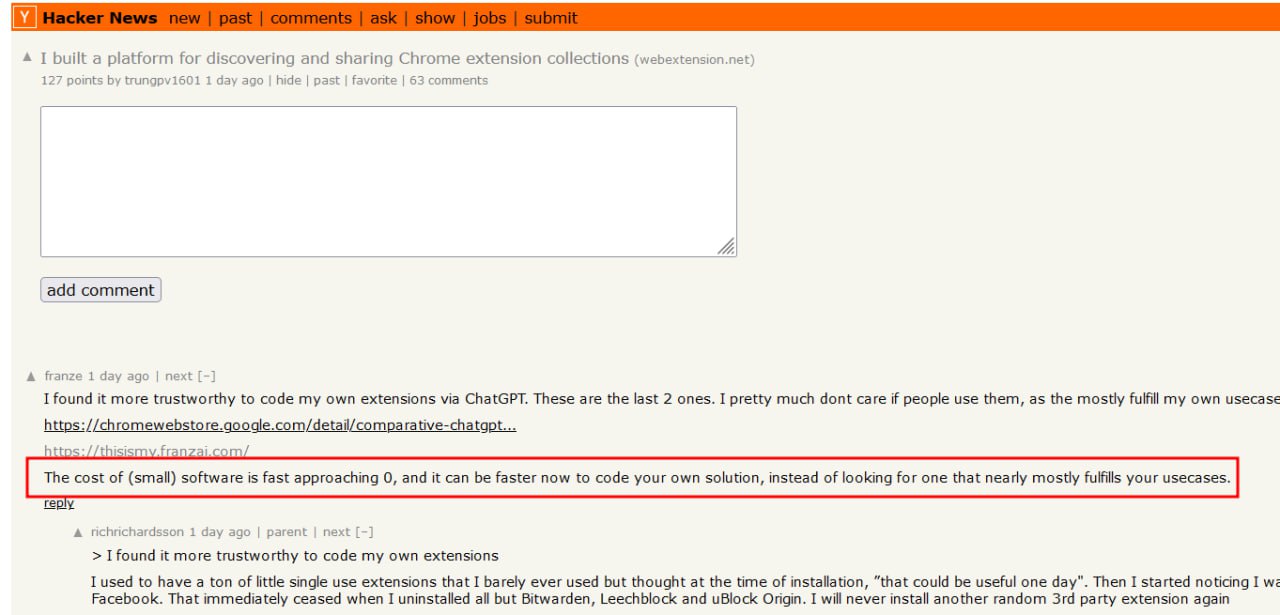 Y Hacker News new | past | comments | ask | show | jobs | submit
▲ I built a platform for discovering and sharing Chrome extension collections (webextension.net)
127 points by trungpv1601 1 day ago | hide | past | favorite | 63 comments
add comment
▲ franze 1 day ago | next [–]
I found it more trustworthy to code my own extensions via ChatGPT. These are the last 2 ones. I pretty much dont care if people use them, as the mostly fulfill my own usecase
https://chromewebstore.google.com/detail/comparative-chatgpt...
https://thisismy.franzai.com/
The cost of (small) software is fast approaching 0, and it can be faster now to code your own solution, instead of looking for one that nearly mostly fulfills your usecases.
reply
▲ richrichardsson 1 day ago | parent | next [–]
> I found it more trustworthy to code my own extensions
I used to have a ton of little single use extensions that I barely ever used but thought at the time of installation, "that could be useful one day". Then I started noticing I wa
Facebook. That immediately ceased when I uninstalled all but Bitwarden, Leechblock and uBlock Origin. I will never install another random 3rd party extension again